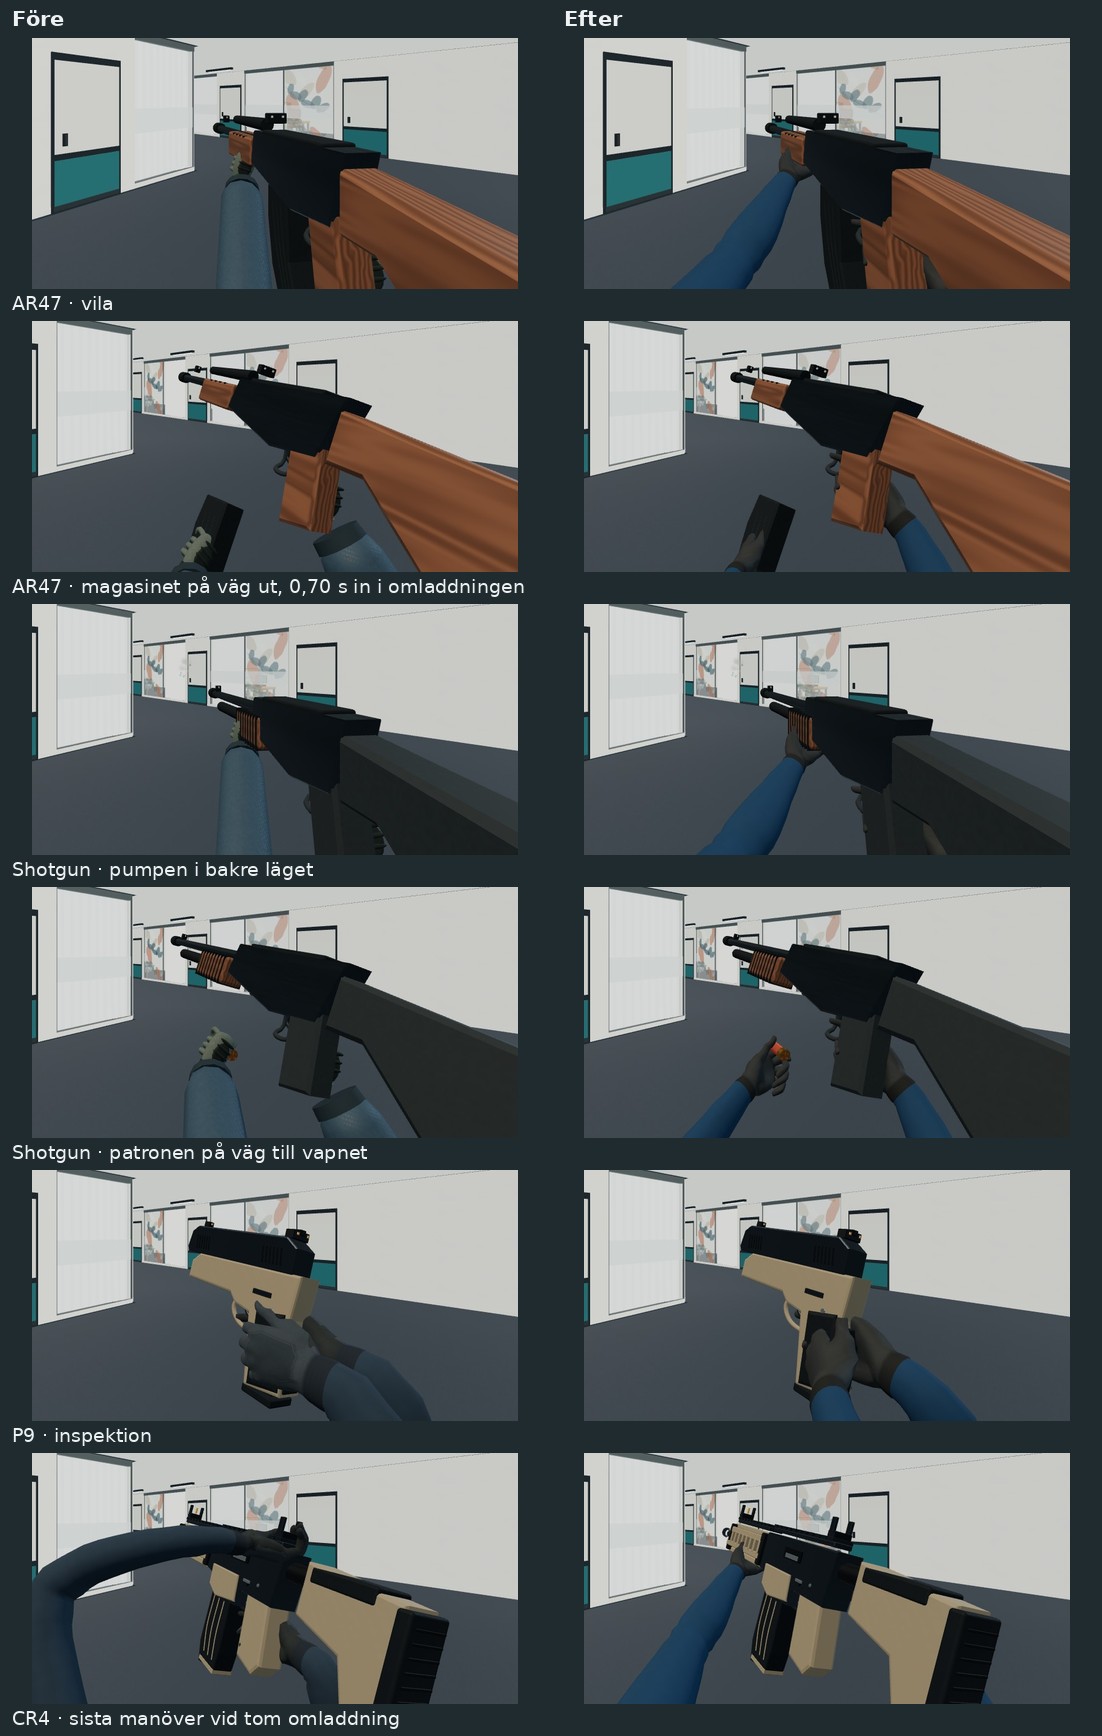 Före
Efter
AR47 · vila
AR47 · magasinet på väg ut, 0,70 s in i omladdningen
Shotgun · pumpen i bakre läget
Shotgun · patronen på väg till vapnet
P9 · inspektion
CR4 · sista manöver vid tom omladdning